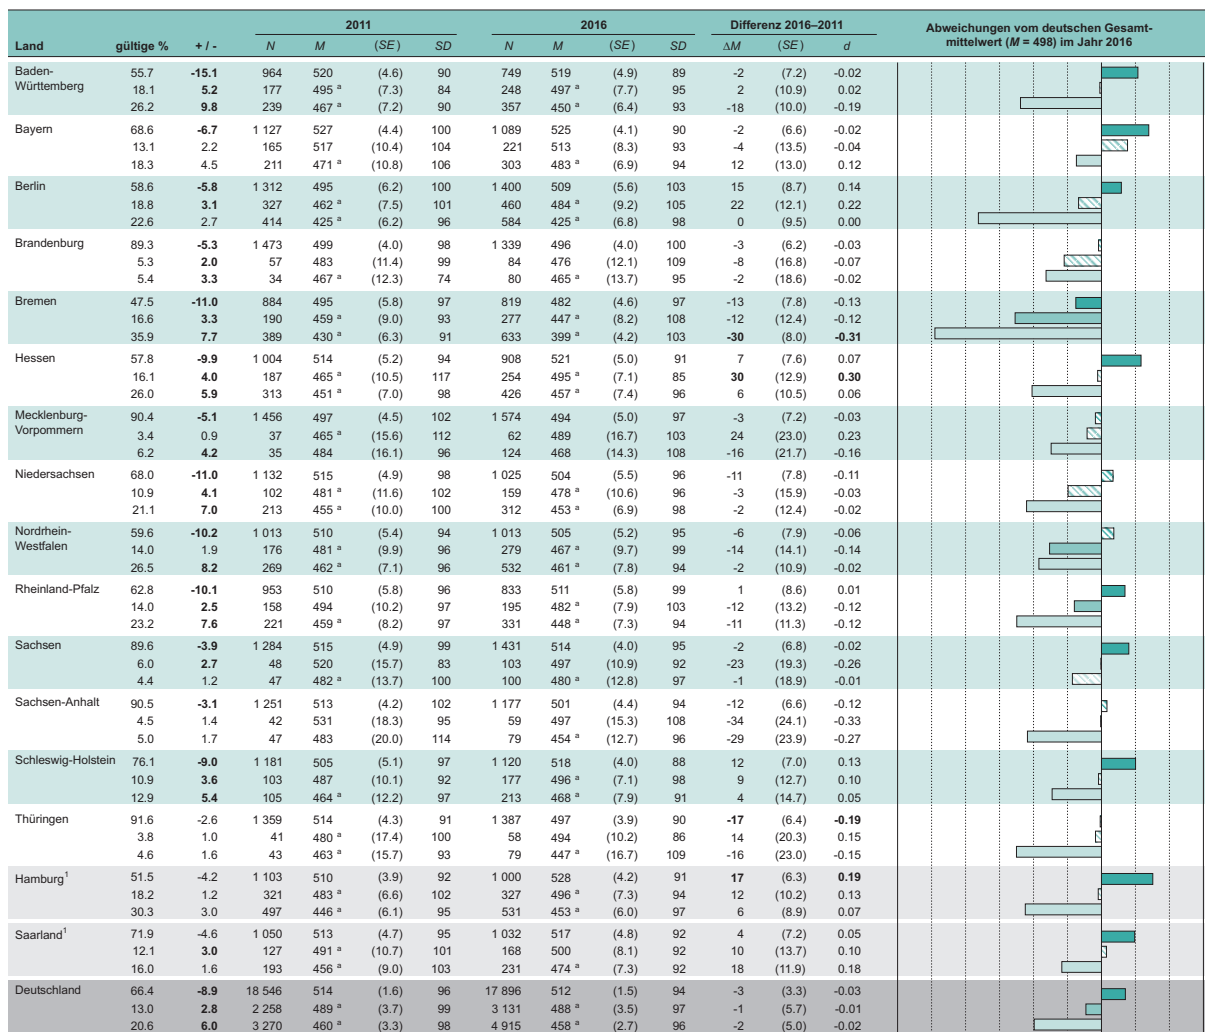 2011 2016 Differenz 2016–2011 Abweichungen vom deutschen Gesamt-
mittelwert (M = 498) im Jahr 2016
Land gültige % + / - N M (SE) SD N M (SE) SD ΔM (SE) d
Baden- 55.7 -15.1 964 520 (4.6) 90 749 519 (4.9) 89 -2 (7.2) -0.02
Württemberg 18.1 5.2 177 495 a (7.3) 84 248 497 a (7.7) 95 2 (10.9) 0.02
26.2 9.8 239 467 a (7.2) 90 357 450 a (6.4) 93 -18 (10.0) -0.19
Bayern 68.6 -6.7 1 127 527 (4.4) 100 1 089 525 (4.1) 90 -2 (6.6) -0.02
13.1 2.2 165 517 (10.4) 104 221 513 (8.3) 93 -4 (13.5) -0.04
18.3 4.5 211 471 a (10.8) 106 303 483 a (6.9) 94 12 (13.0) 0.12
Berlin 58.6 -5.8 1 312 495 (6.2) 100 1 400 509 (5.6) 103 15 (8.7) 0.14
18.8 3.1 327 462 a (7.5) 101 460 484 a (9.2) 105 22 (12.1) 0.22
22.6 2.7 414 425 a (6.2) 96 584 425 a (6.8) 98 0 (9.5) 0.00
Brandenburg 89.3 -5.3 1 473 499 (4.0) 98 1 339 496 (4.0) 100 -3 (6.2) -0.03
5.3 2.0 57 483 (11.4) 99 84 476 (12.1) 109 -8 (16.8) -0.07
5.4 3.3 34 467 a (12.3) 74 80 465 a (13.7) 95 -2 (18.6) -0.02
Bremen 47.5 -11.0 884 495 (5.8) 97 819 482 (4.6) 97 -13 (7.8) -0.13
16.6 3.3 190 459 a (9.0) 93 277 447 a (8.2) 108 -12 (12.4) -0.12
35.9 7.7 389 430 a (6.3) 91 633 399 a (4.2) 103 -30 (8.0) -0.31
Hessen 57.8 -9.9 1 004 514 (5.2) 94 908 521 (5.0) 91 7 (7.6) 0.07
16.1 4.0 187 465 a (10.5) 117 254 495 a (7.1) 85 30 (12.9) 0.30
26.0 5.9 313 451 a (7.0) 98 426 457 a (7.4) 96 6 (10.5) 0.06
Mecklenburg- 90.4 -5.1 1 456 497 (4.5) 102 1 574 494 (5.0) 97 -3 (7.2) -0.03
Vorpommern 3.4 0.9 37 465 a (15.6) 112 62 489 (16.7) 103 24 (23.0) 0.23
6.2 4.2 35 484 (16.1) 96 124 468 (14.3) 108 -16 (21.7) -0.16
Niedersachsen 68.0 -11.0 1 132 515 (4.9) 98 1 025 504 (5.5) 96 -11 (7.8) -0.11
10.9 4.1 102 481 a (11.6) 102 159 478 a (10.6) 96 -3 (15.9) -0.03
21.1 7.0 213 455 a (10.0) 100 312 453 a (6.9) 98 -2 (12.4) -0.02
Nordrhein- 59.6 -10.2 1 013 510 (5.4) 94 1 013 505 (5.2) 95 -6 (7.9) -0.06
Westfalen 14.0 1.9 176 481 a (9.9) 96 279 467 a (9.7) 99 -14 (14.1) -0.14
26.5 8.2 269 462 a (7.1) 96 532 461 a (7.8) 94 -2 (10.9) -0.02
Rheinland-Pfalz 62.8 -10.1 953 510 (5.8) 96 833 511 (5.8) 99 1 (8.6) 0.01
14.0 2.5 158 494 (10.2) 97 195 482 a (7.9) 103 -12 (13.2) -0.12
23.2 7.6 221 459 a (8.2) 97 331 448 a (7.3) 94 -11 (11.3) -0.12
Sachsen 89.6 -3.9 1 284 515 (4.9) 99 1 431 514 (4.0) 95 -2 (6.8) -0.02
6.0 2.7 48 520 (15.7) 83 103 497 (10.9) 92 -23 (19.3) -0.26
4.4 1.2 47 482 a (13.7) 100 100 480 a (12.8) 97 -1 (18.9) -0.01
Sachsen-Anhalt 90.5 -3.1 1 251 513 (4.2) 102 1 177 501 (4.4) 94 -12 (6.6) -0.12
4.5 1.4 42 531 (18.3) 95 59 497 (15.3) 108 -34 (24.1) -0.33
5.0 1.7 47 483 (20.0) 114 79 454 a (12.7) 96 -29 (23.9) -0.27
Schleswig-Holstein 76.1 -9.0 1 181 505 (5.1) 97 1 120 518 (4.0) 88 12 (7.0) 0.13
10.9 3.6 103 487 (10.1) 92 177 496 a (7.1) 98 9 (12.7) 0.10
12.9 5.4 105 464 a (12.2) 97 213 468 a (7.9) 91 4 (14.7) 0.05
Thüringen 91.6 -2.6 1 359 514 (4.3) 91 1 387 497 (3.9) 90 -17 (6.4) -0.19
3.8 1.0 41 480 a (17.4) 100 58 494 (10.2) 86 14 (20.3) 0.15
4.6 1.6 43 463 a (15.7) 93 79 447 a (16.7) 109 -16 (23.0) -0.15
Hamburg1 51.5 -4.2 1 103 510 (3.9) 92 1 000 528 (4.2) 91 17 (6.3) 0.19
18.2 1.2 321 483 a (6.6) 102 327 496 a (7.3) 94 12 (10.2) 0.13
30.3 3.0 497 446 a (6.1) 95 531 453 a (6.0) 97 6 (8.9) 0.07
Saarland1 71.9 -4.6 1 050 513 (4.7) 95 1 032 517 (4.8) 92 4 (7.2) 0.05
12.1 3.0 127 491 a (10.7) 101 168 500 (8.1) 92 10 (13.7) 0.10
16.0 1.6 193 456 a (9.0) 103 231 474 a (7.3) 92 18 (11.9) 0.18
Deutschland 66.4 -8.9 18 546 514 (1.6) 96 17 896 512 (1.5) 94 -3 (3.3) -0.03
13.0 2.8 2 258 489 a (3.7) 99 3 131 488 a (3.5) 97 -1 (5.7) -0.01
20.6 6.0 3 270 460 a (3.3) 98 4 915 458 a (2.7) 96 -2 (5.0) -0.02